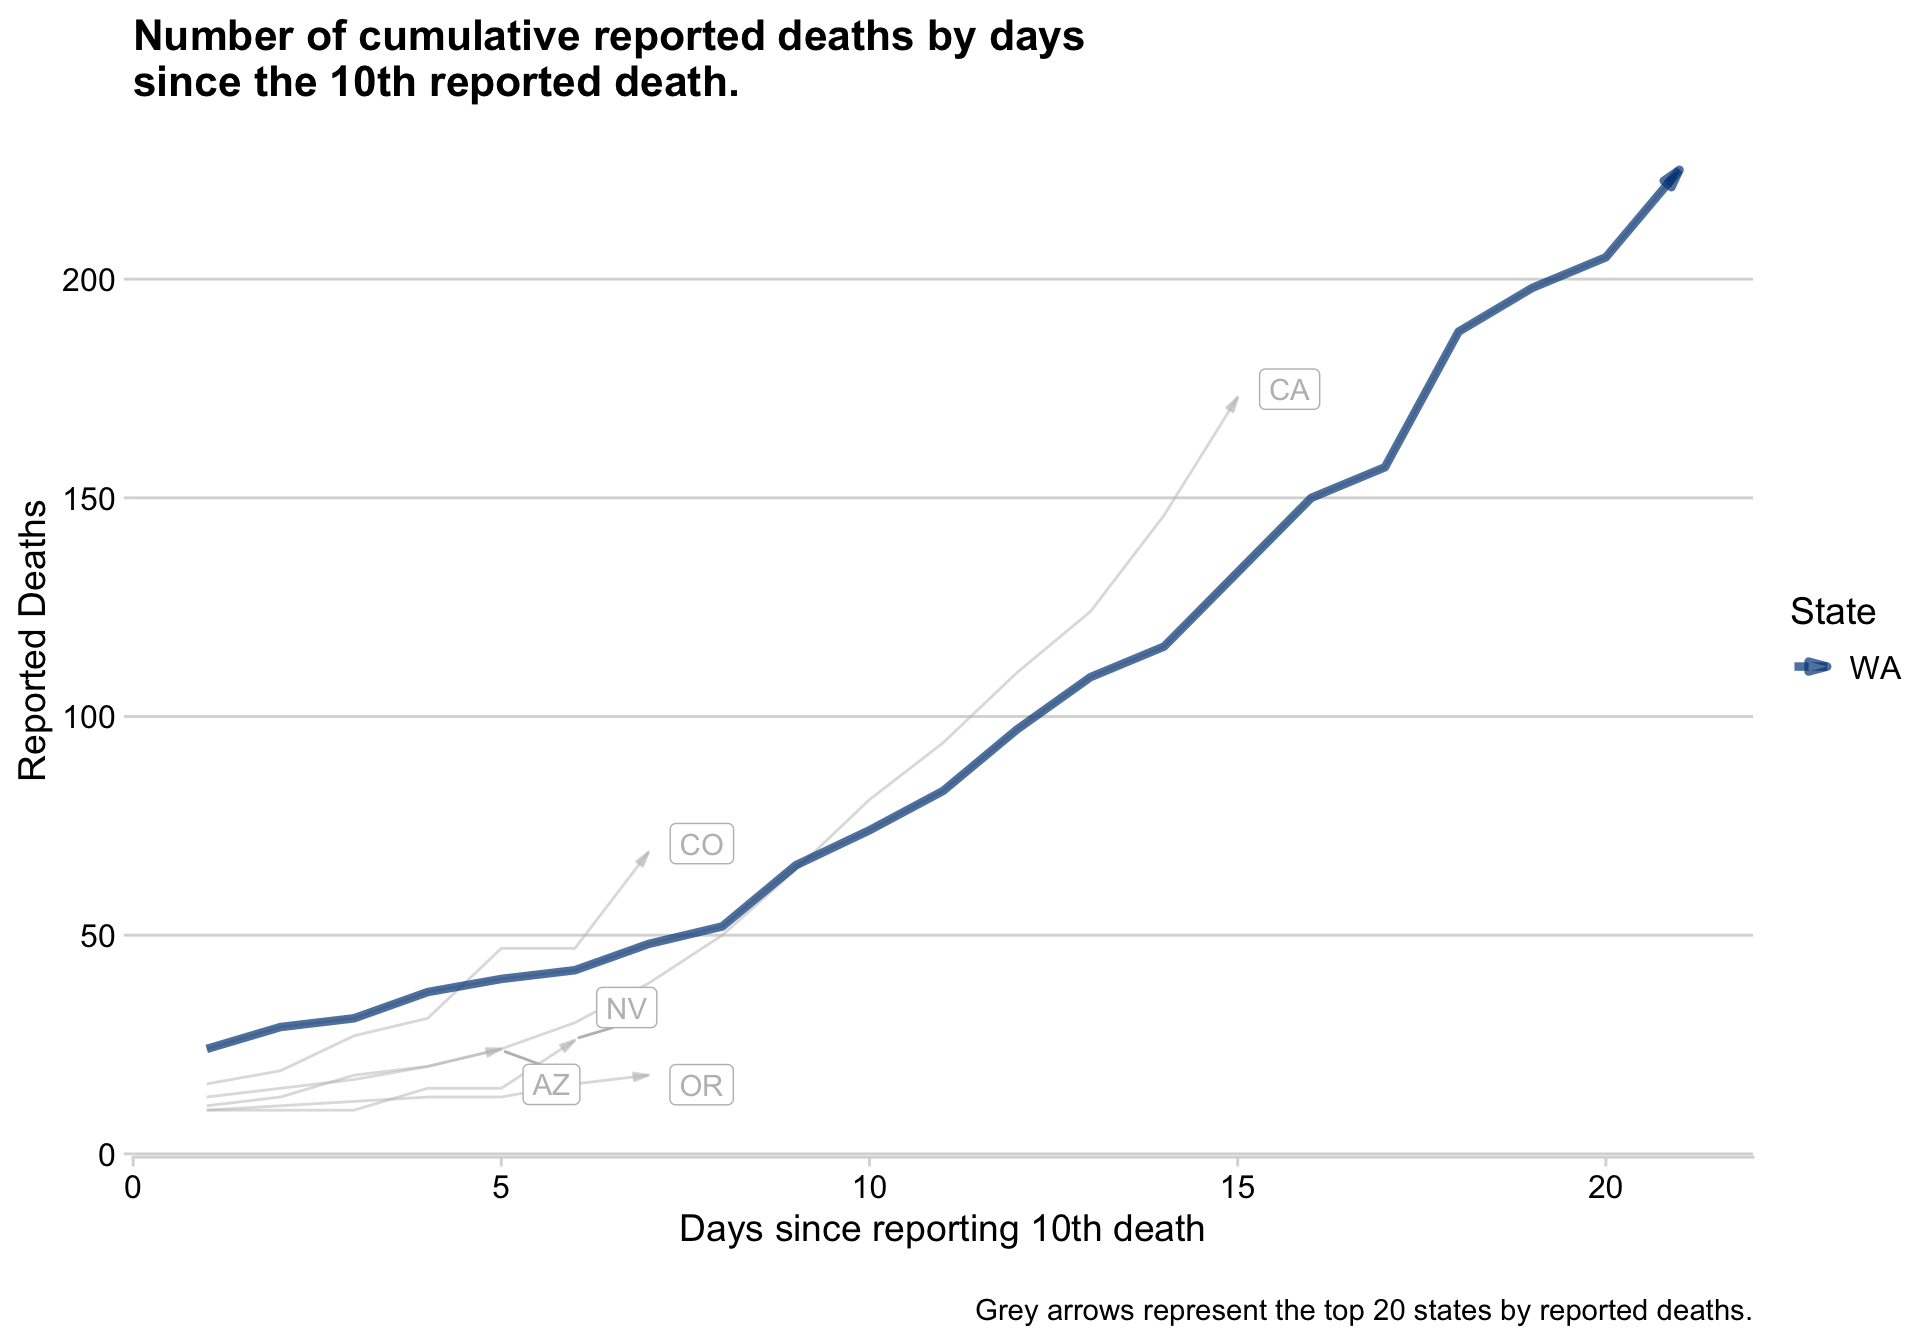 Number of cumulative reported deaths by days
since the 10th reported death.
Reported Deaths
200
150
100
50
0
0
5
10
15
20
CA
CO
NV
AZ
OR
State
WA
Days since reporting 10th death
Grey arrows represent the top 20 states by reported deaths.